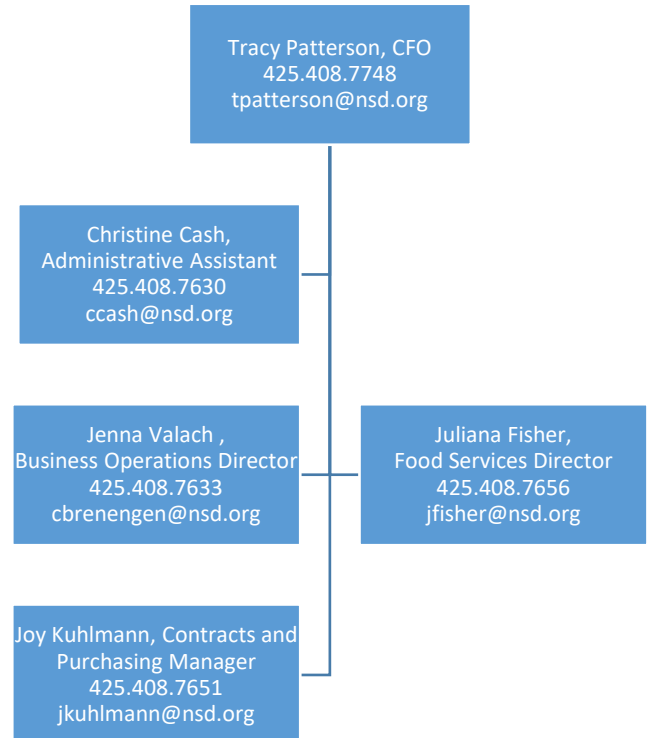 Tracy Patterson, CFO
425.408.7748
tpatterson@nsd.org
Christine Cash,
Administrative Assistant
425.408.7630
ccash@nsd.org
Jenna Valach ,
Business Operations Director
425.408.7633
cbrenengen@nsd.org
Juliana Fisher,
Food Services Director
425.408.7656
jfisher@nsd.org
Joy Kuhlmann, Contracts and
Purchasing Manager
425.408.7651
jkuhlmann@nsd.org